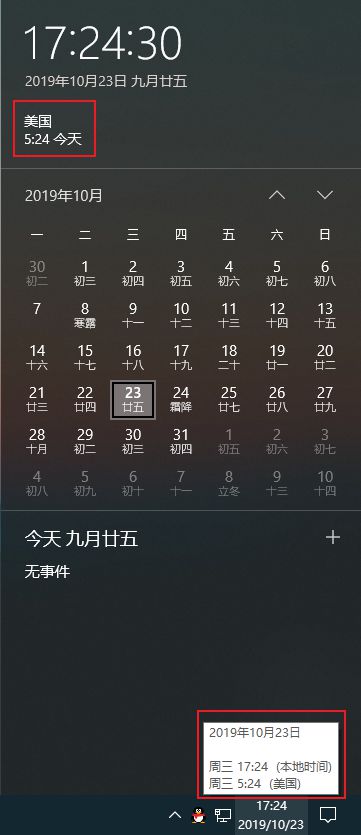 17:24:30
2019年10月23日 九月廿五
美国
5:24 今天
2019年10月
一 二 三 四 五 六 日
30 1 2 3 4 5 6
初二 初三 初四 初五 初六 初七 初八
7 8 9 10 11 12 13
寒露 十一 十二 十三 十四 十五
14 15 16 17 18 19 20
十六 十七 十八 十九 二十 廿一 廿二
21 22 23 24 25 26 27
廿三 廿四 廿五 霜降 廿七 廿八 廿九
28 29 30 31 1 2 3
十月 初二 初三 初四 初五 初六 初七
4 5 6 7 8 9 10
初八 初九 初十 十一 立冬 十三 十四
今天 九月廿五
无事件
2019年10月23日
周三 17:24 (本地时间)
周三 5:24 (美国)
17:24
2019/10/23